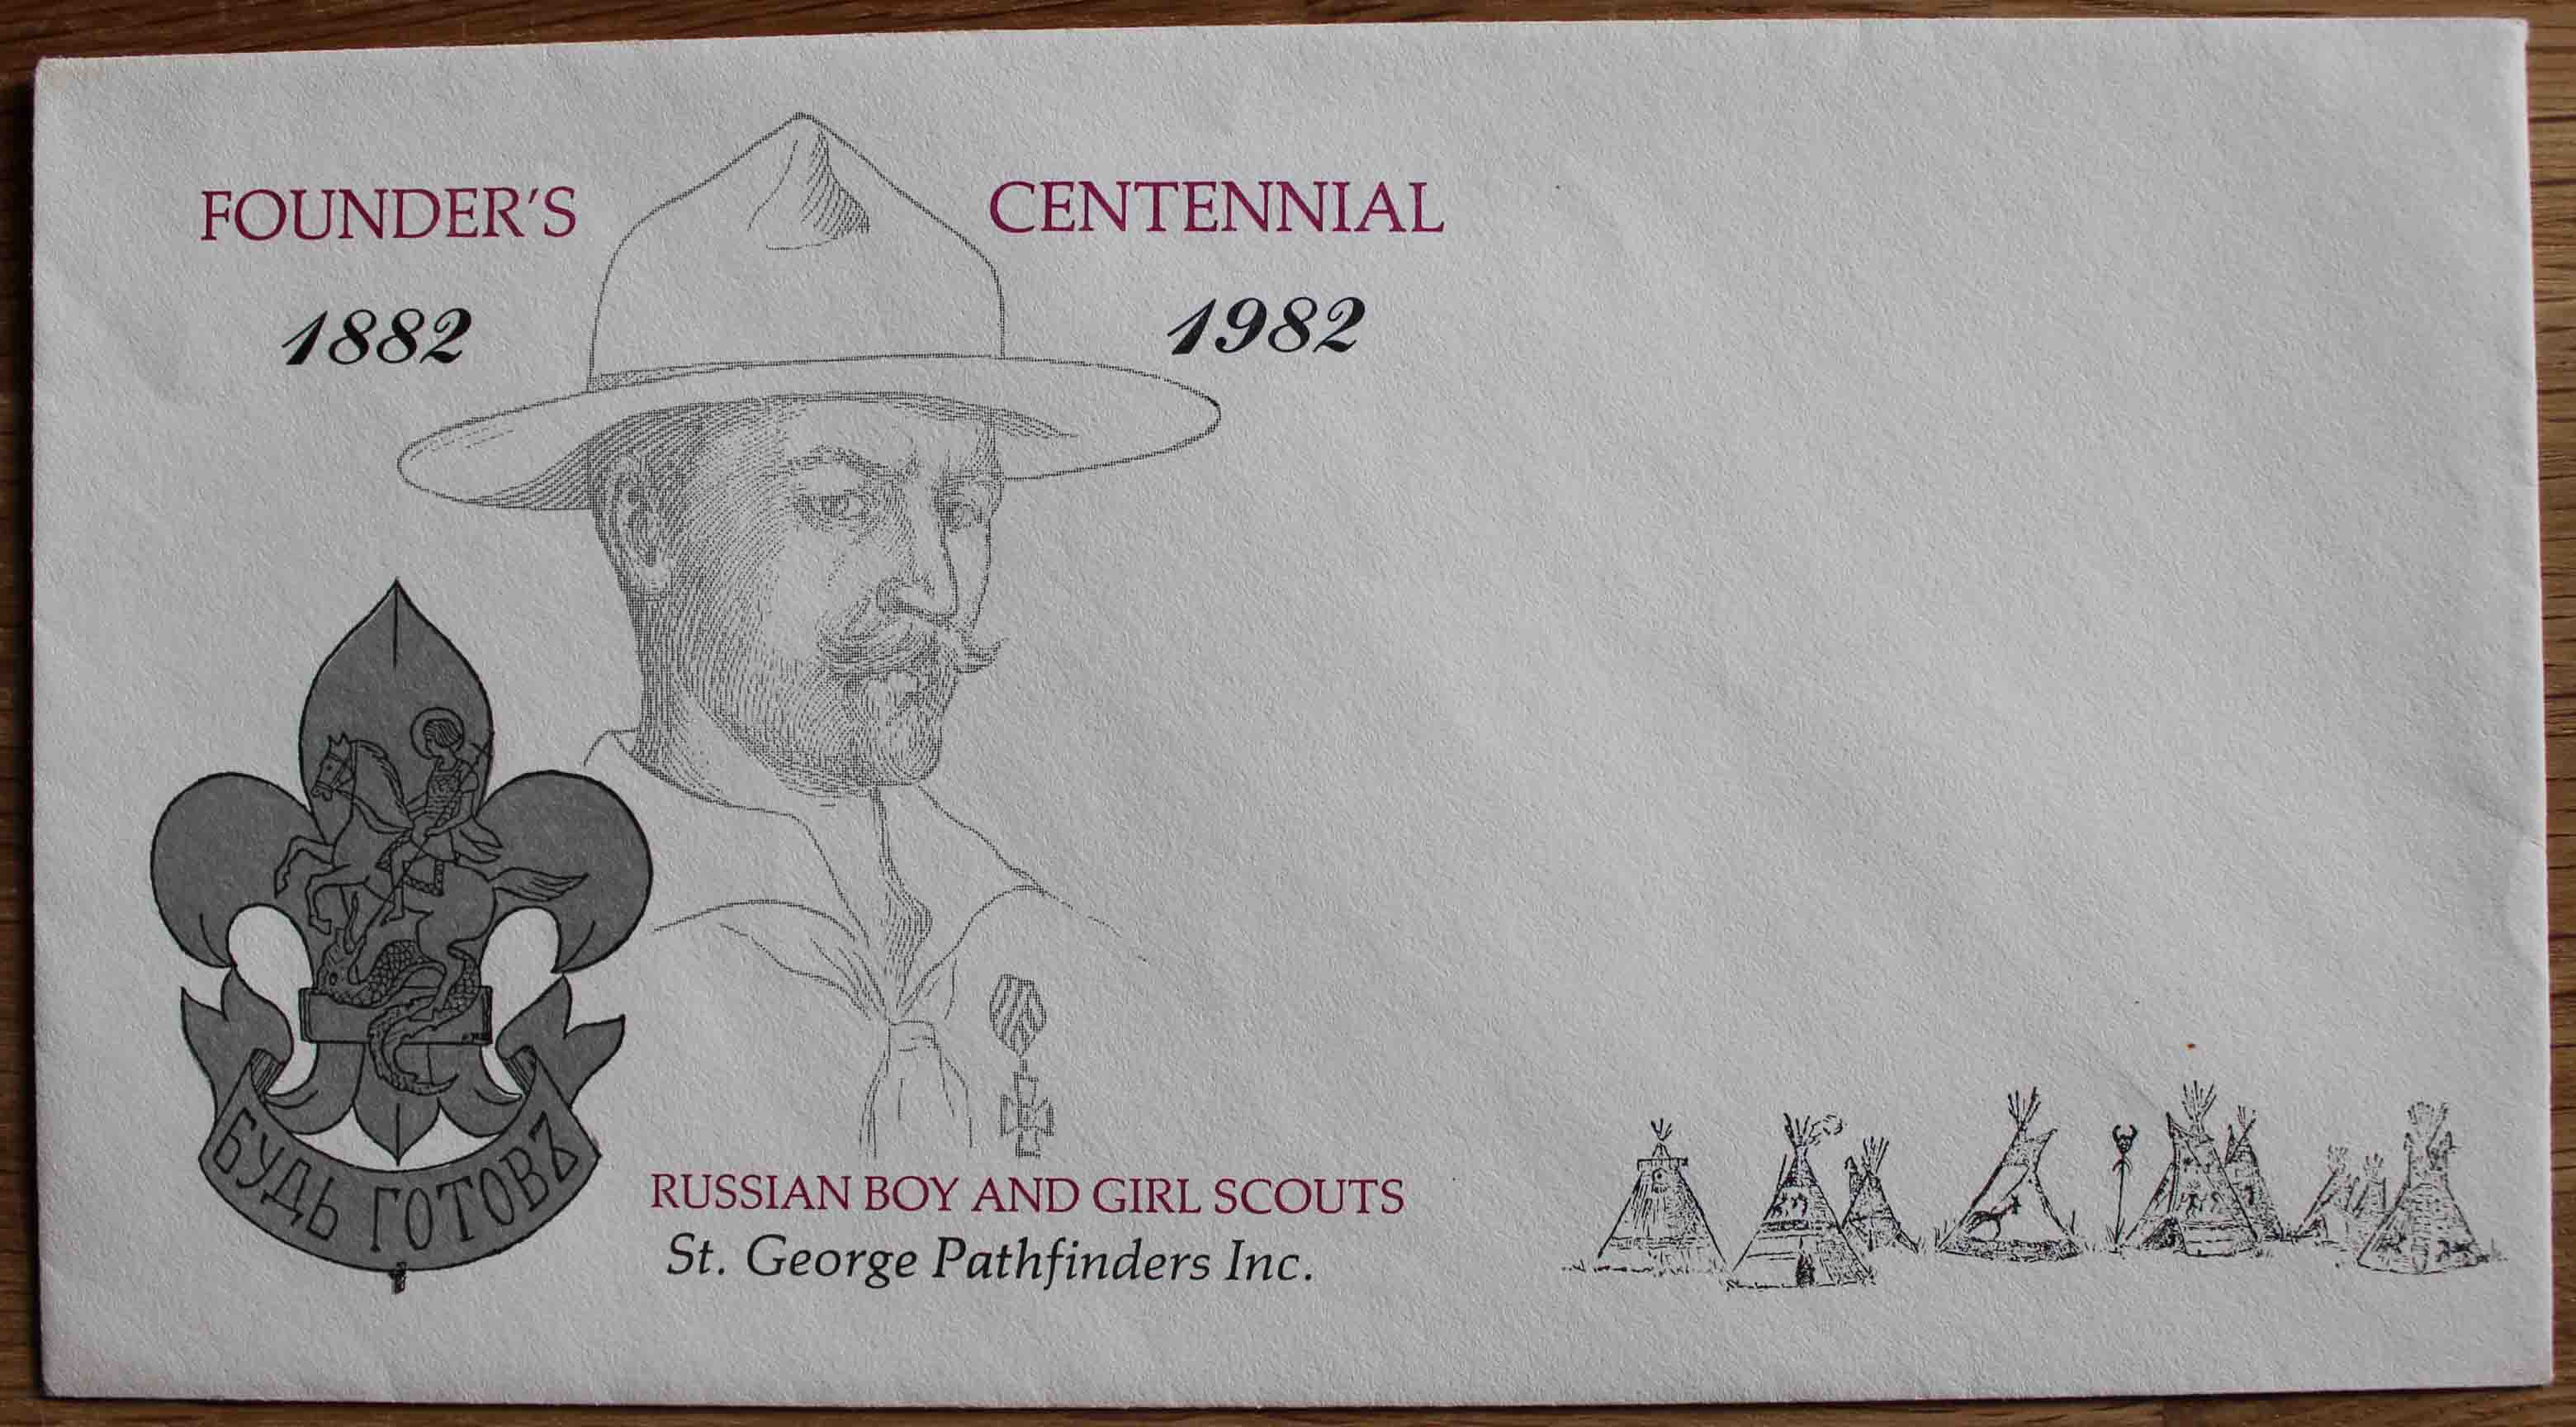 FOUNDER'S CENTENNIAL
1882 1982
БУДЬ ГОТОВЪ
RUSSIAN BOY AND GIRL SCOUTS
St. George Pathfinders Inc.